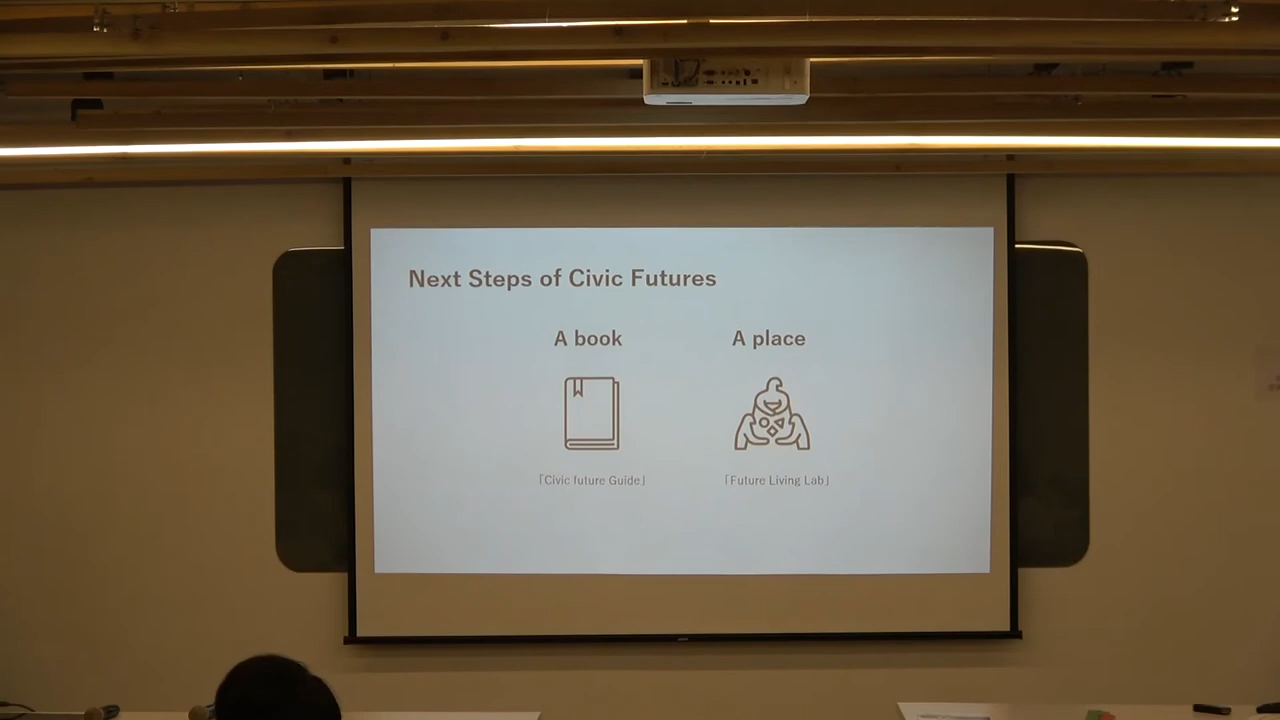 Next Steps of Civic Futures
A book
A place
「Civic future Guide」
「Future Living Lab」